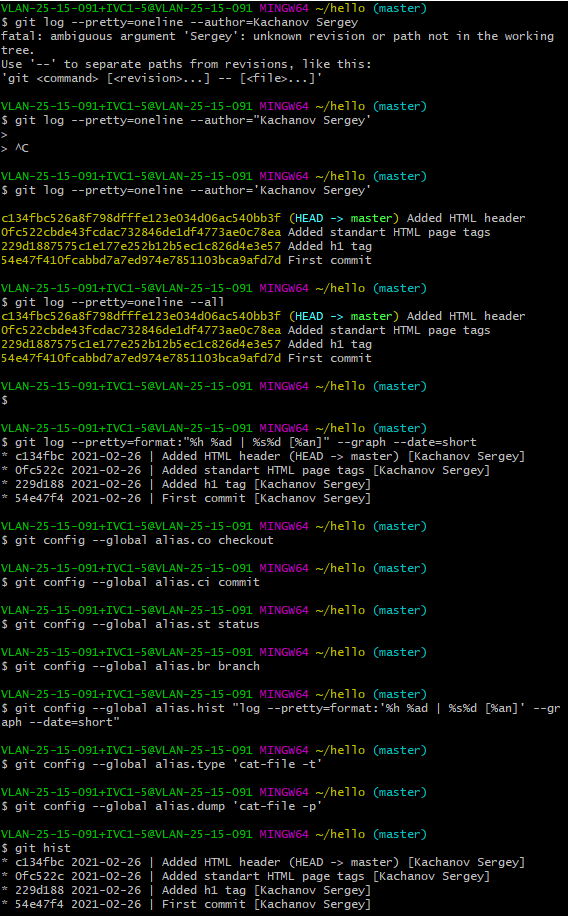 VLAN-25-15-091+IVC1-5@VLAN-25-15-091 MINGW64 ~/hello (master)
$ git log --pretty=oneline --author=Kachanov Sergey
fatal: ambiguous argument 'Sergey': unknown revision or path not in the working
tree.
Use '--' to separate paths from revisions, like this:
'git <command> [<revision>...] -- [<file>...]'
VLAN-25-15-091+IVC1-5@VLAN-25-15-091 MINGW64 ~/hello (master)
$ git log --pretty=oneline --author="Kachanov Sergey'
>
> ^C
VLAN-25-15-091+IVC1-5@VLAN-25-15-091 MINGW64 ~/hello (master)
$ git log --pretty=oneline --author='Kachanov Sergey'
c134fbc526a8f798dfffe123e034d06ac540bb3f (HEAD -> master) Added HTML header
0fc522cbde43fcdac732846de1df4773ae0c78ea Added standart HTML page tags
229d1887575c1e177e252b12b5ec1c826d4e3e57 Added h1 tag
54e47f410fcabbd7a7ed974e7851103bca9afd7d First commit
VLAN-25-15-091+IVC1-5@VLAN-25-15-091 MINGW64 ~/hello (master)
$ git log --pretty=oneline --all
c134fbc526a8f798dfffe123e034d06ac540bb3f (HEAD -> master) Added HTML header
0fc522cbde43fcdac732846de1df4773ae0c78ea Added standart HTML page tags
229d1887575c1e177e252b12b5ec1c826d4e3e57 Added h1 tag
54e47f410fcabbd7a7ed974e7851103bca9afd7d First commit
VLAN-25-15-091+IVC1-5@VLAN-25-15-091 MINGW64 ~/hello (master)
$
VLAN-25-15-091+IVC1-5@VLAN-25-15-091 MINGW64 ~/hello (master)
$ git log --pretty=format:"%h %ad | %s%d [%an]" --graph --date=short
* c134fbc 2021-02-26 | Added HTML header (HEAD -> master) [Kachanov Sergey]
* 0fc522c 2021-02-26 | Added standart HTML page tags [Kachanov Sergey]
* 229d188 2021-02-26 | Added h1 tag [Kachanov Sergey]
* 54e47f4 2021-02-26 | First commit [Kachanov Sergey]
VLAN-25-15-091+IVC1-5@VLAN-25-15-091 MINGW64 ~/hello (master)
$ git config --global alias.co checkout
VLAN-25-15-091+IVC1-5@VLAN-25-15-091 MINGW64 ~/hello (master)
$ git config --global alias.ci commit
VLAN-25-15-091+IVC1-5@VLAN-25-15-091 MINGW64 ~/hello (master)
$ git config --global alias.st status
VLAN-25-15-091+IVC1-5@VLAN-25-15-091 MINGW64 ~/hello (master)
$ git config --global alias.br branch
VLAN-25-15-091+IVC1-5@VLAN-25-15-091 MINGW64 ~/hello (master)
$ git config --global alias.hist "log --pretty=format:'%h %ad | %s%d [%an]' --gr
aph --date=short"
VLAN-25-15-091+IVC1-5@VLAN-25-15-091 MINGW64 ~/hello (master)
$ git config --global alias.type 'cat-file -t'
VLAN-25-15-091+IVC1-5@VLAN-25-15-091 MINGW64 ~/hello (master)
$ git config --global alias.dump 'cat-file -p'
VLAN-25-15-091+IVC1-5@VLAN-25-15-091 MINGW64 ~/hello (master)
$ git hist
* c134fbc 2021-02-26 | Added HTML header (HEAD -> master) [Kachanov Sergey]
* 0fc522c 2021-02-26 | Added standart HTML page tags [Kachanov Sergey]
* 229d188 2021-02-26 | Added h1 tag [Kachanov Sergey]
* 54e47f4 2021-02-26 | First commit [Kachanov Sergey]